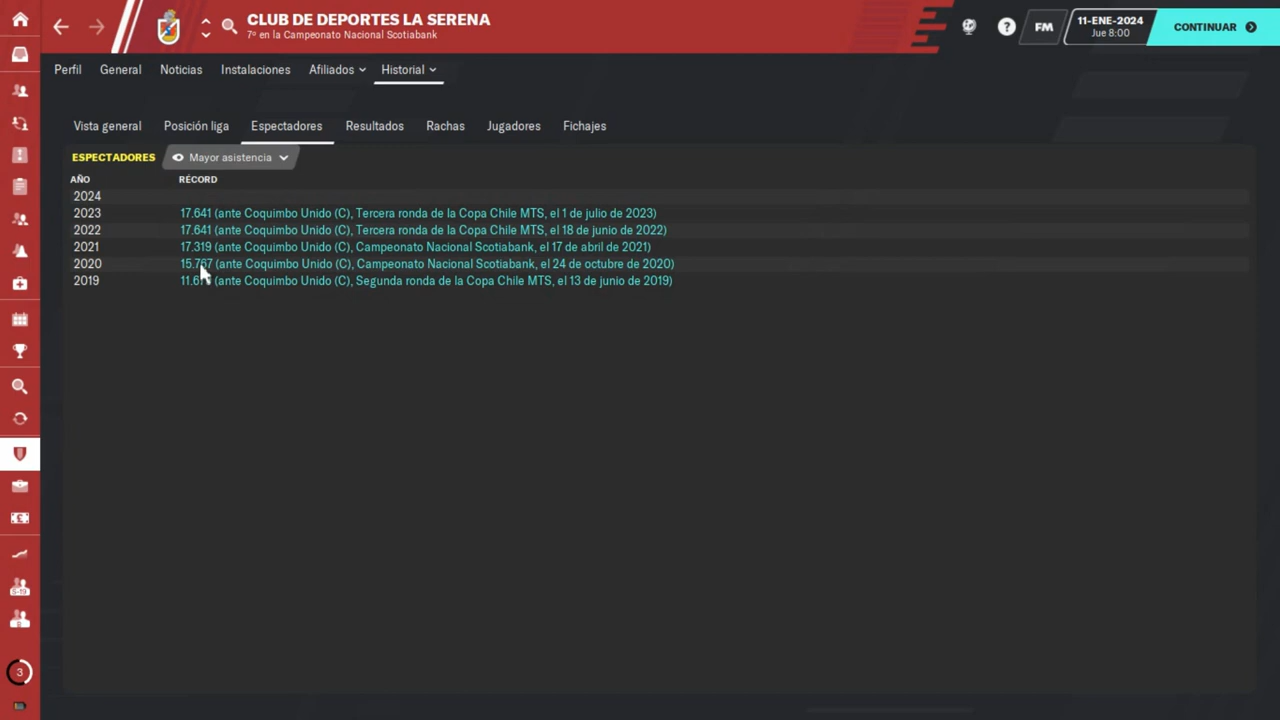 CLUB DE DEPORTES LA SERENA
7º en la Campeonato Nacional Scotiabank
FM
11-ENE-2024
Jue 8:00
CONTINUAR
Perfil General Noticias Instalaciones Afiliados Historial
Vista general Posición liga Espectadores Resultados Rachas Jugadores Fichajes
ESPECTADORES Mayor asistencia
AÑO RÉCORD
2024
2023 17.641 (ante Coquimbo Unido (C), Tercera ronda de la Copa Chile MTS, el 1 de julio de 2023)
2022 17.641 (ante Coquimbo Unido (C), Tercera ronda de la Copa Chile MTS, el 18 de junio de 2022)
2021 17.319 (ante Coquimbo Unido (C), Campeonato Nacional Scotiabank, el 17 de abril de 2021)
2020 15.767 (ante Coquimbo Unido (C), Campeonato Nacional Scotiabank, el 24 de octubre de 2020)
2019 (ante Coquimbo Unido (C), Segunda ronda de la Copa Chile MTS, el 13 de junio de 2019)
3